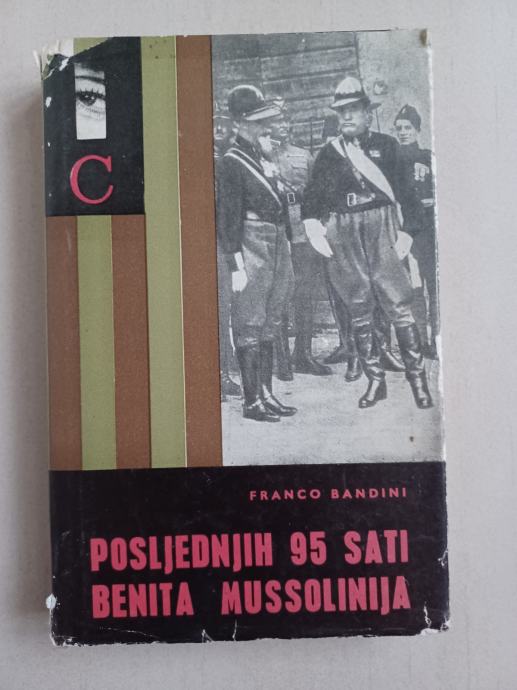 C
FRANCO BANDINI
POSLJEDNJIH 95 SATI
BENITA MUSSOLINIJA